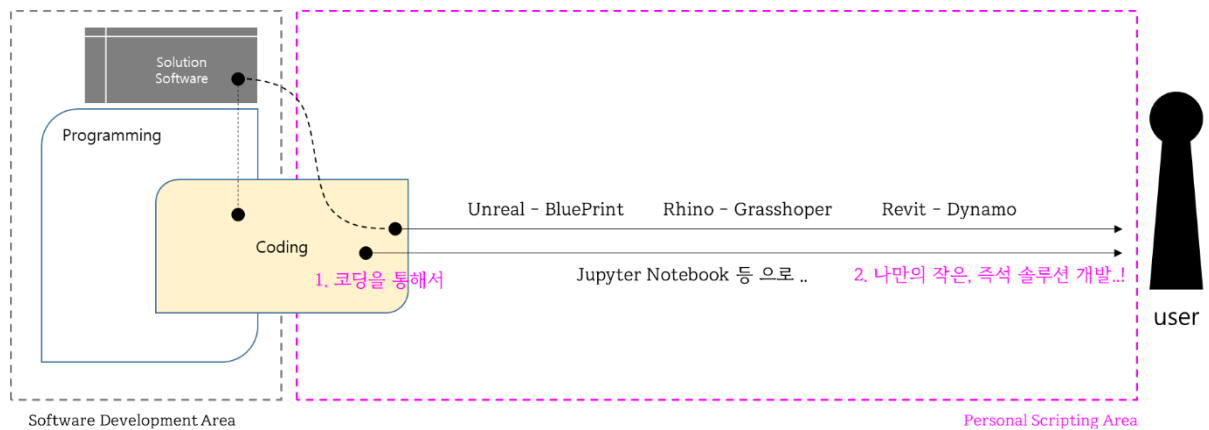 Solution
Software
Programming
Unreal - BluePrint
Rhino - Grasshoper
Revit - Dynamo
Coding
1. 코딩을 통해서
Jupyter Notebook 등 으로 ..
2. 나만의 작은, 즉석 솔루션 개발..!
user
Software Development Area
Personal Scripting Area